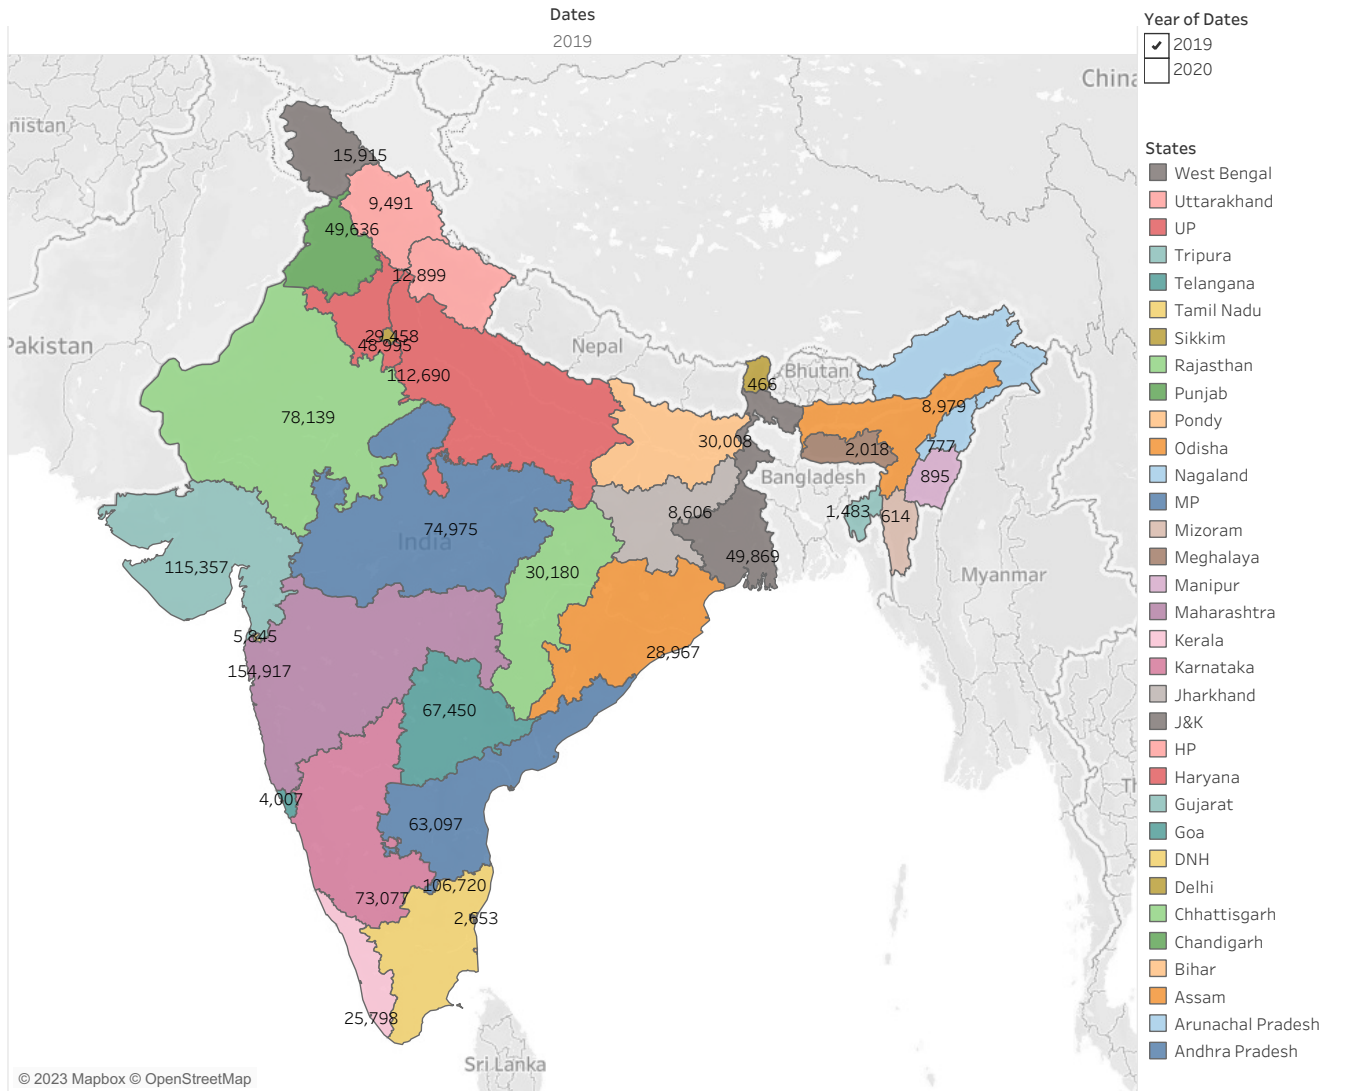 Dates
2019
Year of Dates
2019
2020
China
nistan
Pakistan
Nepal
Bhutan
Bangladesh
India
Myanmar
Th
Sri Lanka
15,915
9,491
49,636
12,899
29,458
48,995
112,690
78,139
466
30,008
8,979
777
2,018
895
1,483
614
8,606
74,975
49,869
115,357
30,180
5,845
154,917
28,967
67,450
4,007
63,097
106,720
73,077
2,653
25,798
States
West Bengal
Uttarakhand
UP
Tripura
Telangana
Tamil Nadu
Sikkim
Rajasthan
Punjab
Pondy
Odisha
Nagaland
MP
Mizoram
Meghalaya
Manipur
Maharashtra
Kerala
Karnataka
Jharkhand
J&K
HP
Haryana
Gujarat
Goa
DNH
Delhi
Chhattisgarh
Chandigarh
Bihar
Assam
Arunachal Pradesh
Andhra Pradesh
© 2023 Mapbox © OpenStreetMap